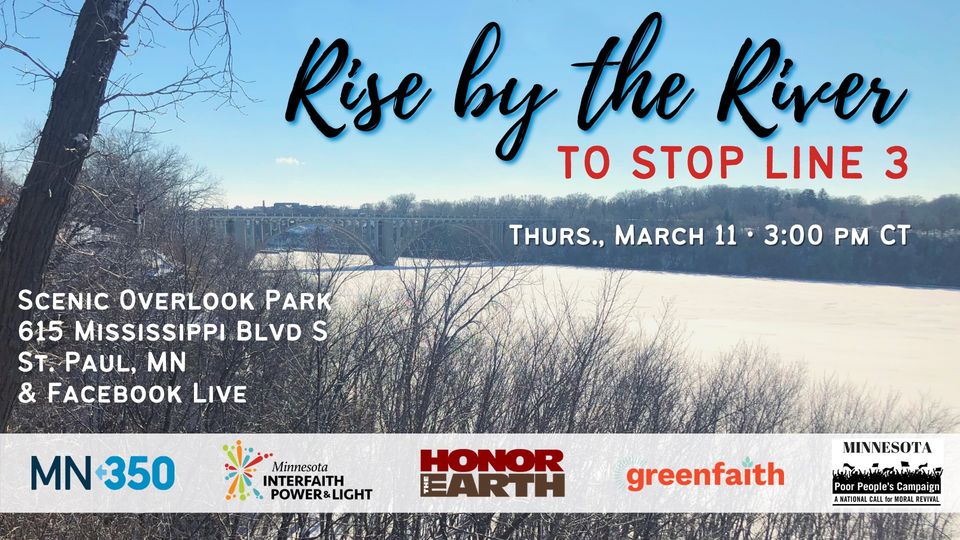 Rise by the River
TO STOP LINE 3
THURS., MARCH 11 • 3:00 PM CT
SCENIC OVERLOOK PARK
615 MISSISSIPPI BLVD S
ST. PAUL, MN
& FACEBOOK LIVE
MN350
Minnesota
INTERFAITH
POWER & LIGHT
HONOR
THE EARTH
greenfaith
MINNESOTA
Poor People's Campaign
A NATIONAL CALL for MORAL REVIVAL